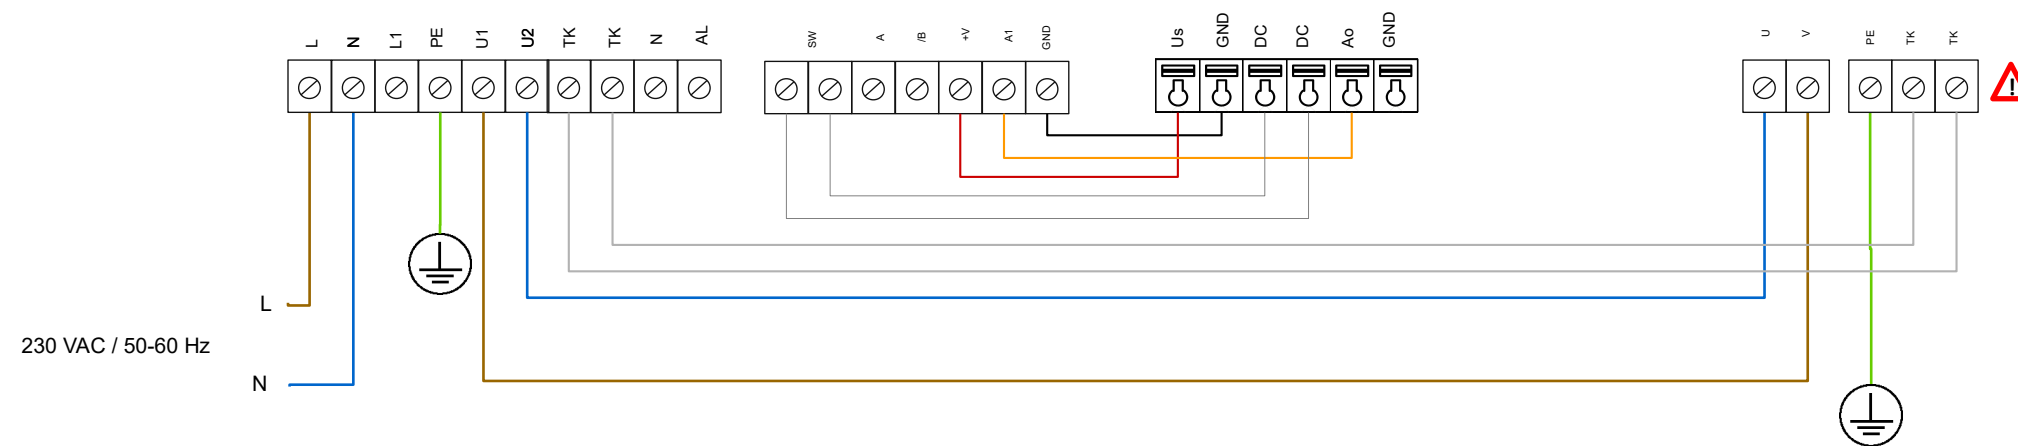 L N L1 PE U1 U2 TK TK N AL
SW A /B +V A1 GND
Us GND DC DC Ao GND
U V
PE TK TK
L
230 VAC / 50-60 Hz
N